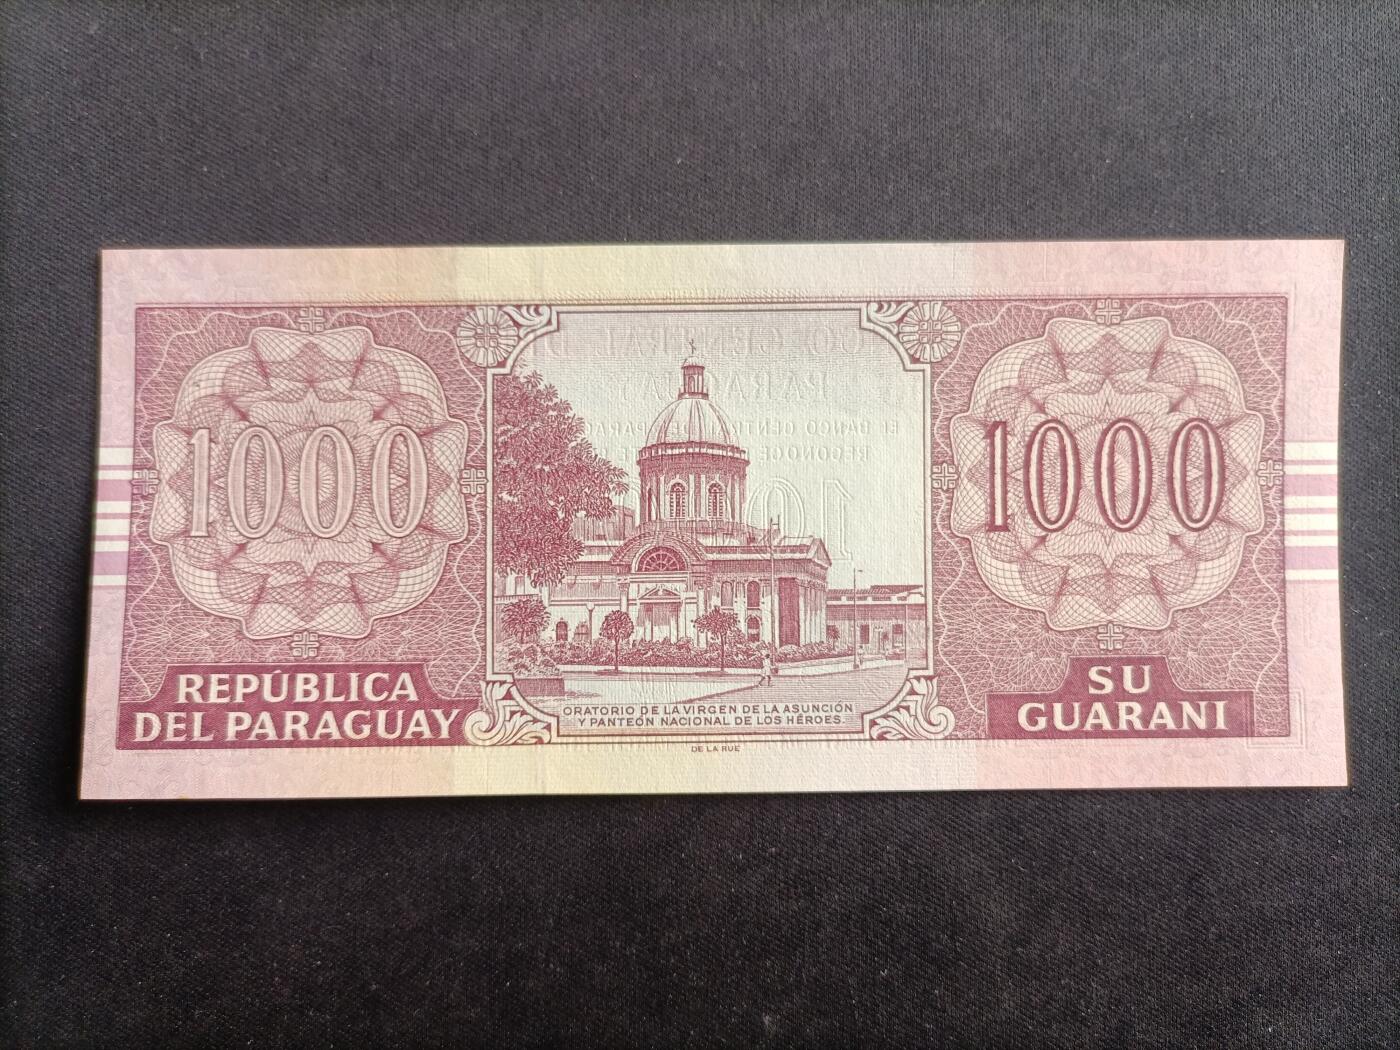 1000
1000
REPÚBLICA
DEL PARAGUAY
ORATORIO DE LA VIRGEN DE LA ASUNCIÓN
Y PANTEÓN NACIONAL DE LOS HÉROES.
SU
GUARANI
DE LA RUE